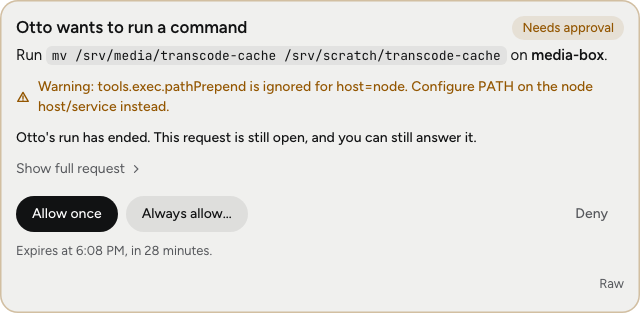 Otto wants to run a command
Needs approval
Run mv /srv/media/transcode-cache /srv/scratch/transcode-cache on media-box.
Warning: tools.exec.pathPrepend is ignored for host=node. Configure PATH on the node
host/service instead.
Otto's run has ended. This request is still open, and you can still answer it.
Show full request
Allow once
Always allow...
Deny
Expires at 6:08 PM, in 28 minutes.
Raw